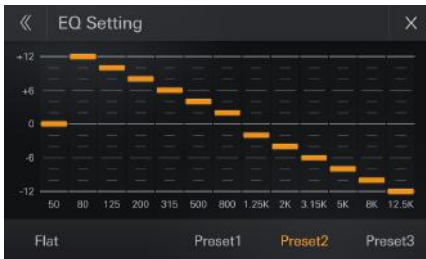 « EQ Setting X
+12
+6
0
-6
-12
50 80 125 200 315 500 800 1.25K 2K 3.15K 5K 8K 12.5K
Flat Preset1 Preset2 Preset3